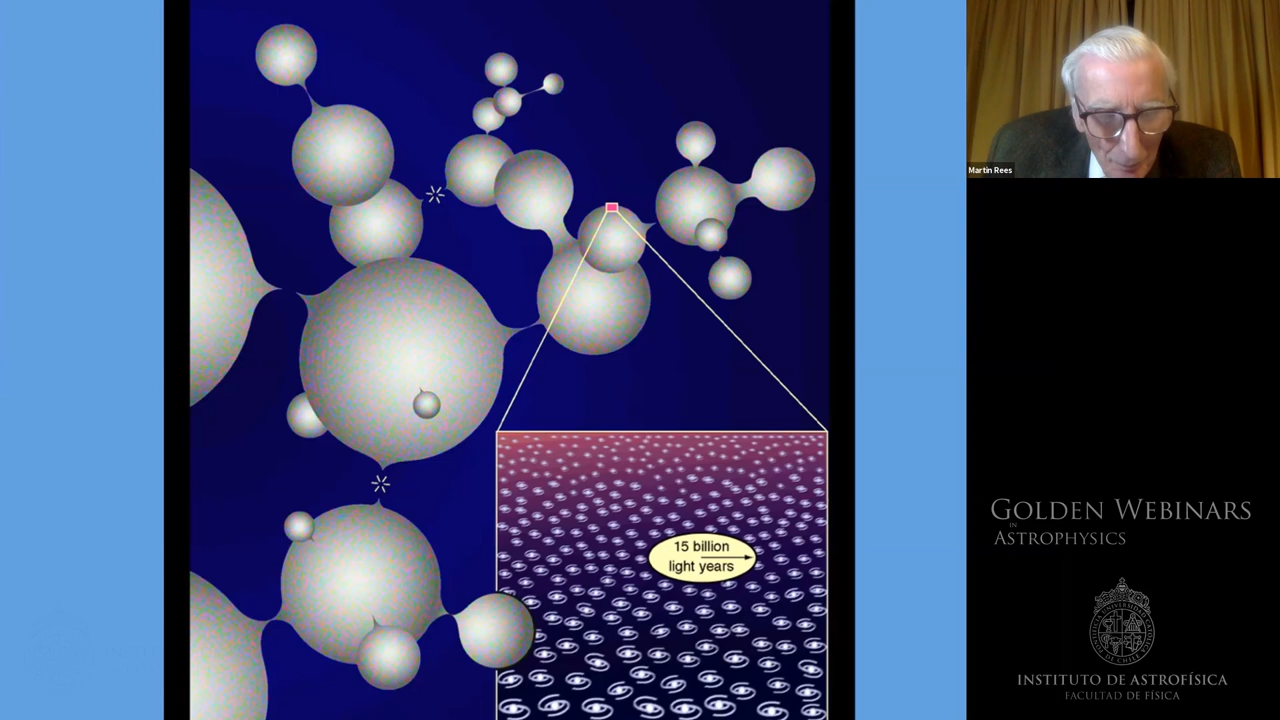 Martin Rees
15 billion
light years
GOLDEN WEBINARS
IN
ASTROPHYSICS
INSTITUTO DE ASTROFÍSICA
FACULTAD DE FÍSICA